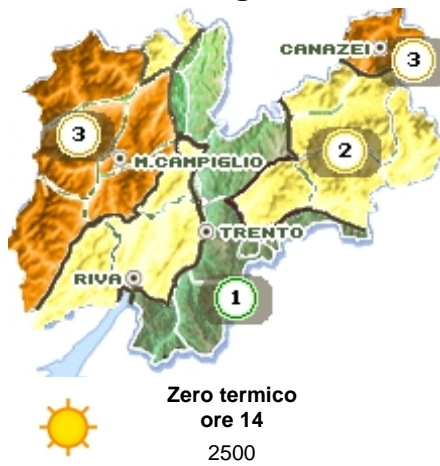 CANAZEI
3
3
M.CAMPIGLIO
2
TRENTO
RIVA
1
Zero termico
ore 14
2500